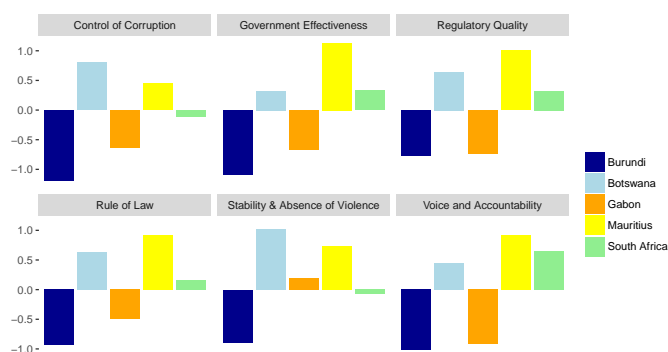 Control of Corruption
Government Effectiveness
Regulatory Quality
1.0
0.5
0.0
−0.5
−1.0
Rule of Law
Stability & Absence of Violence
Voice and Accountability
1.0
0.5
0.0
−0.5
−1.0
Burundi
Botswana
Gabon
Mauritius
South Africa